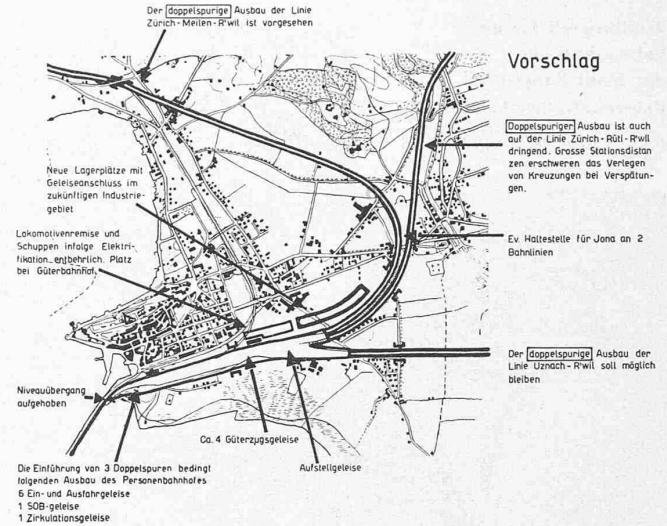 Der doppelspurige Ausbau der Linie
Zürich-Meilen-R'wil ist vorgesehen
Vorschlag
Doppelspuriger Ausbau ist auch
auf der Linie Zürich-Rüti-R'wil
dringend. Grosse Stationsdistan
zen erschweren das Verlegen
von Kreuzungen bei Verspätun-
gen.
Neue Lagerplätze mit
Geleiseanschluss im
zukünftigen Industrie-
gebiet
Lokomotivenremise und
Schuppen infolge Elektri-
fikation entbehrlich. Platz
bei Güterbahnhof.
Ev. Haltestelle für Jona an 2
Bahnlinien
Der doppelspurige Ausbau der
Linie Uznach-R'wil soll möglich
bleiben
Niveauübergang
aufgehoben
Ca. 4 Güterzugsgeleise
Aufstellgeleise
Die Einführung von 3 Doppelspuren bedingt
folgenden Ausbau des Personenbahnhofes
6 Ein- und Ausfahrgeleise
1 SOB-geleise
1 Zirkulationsgeleise